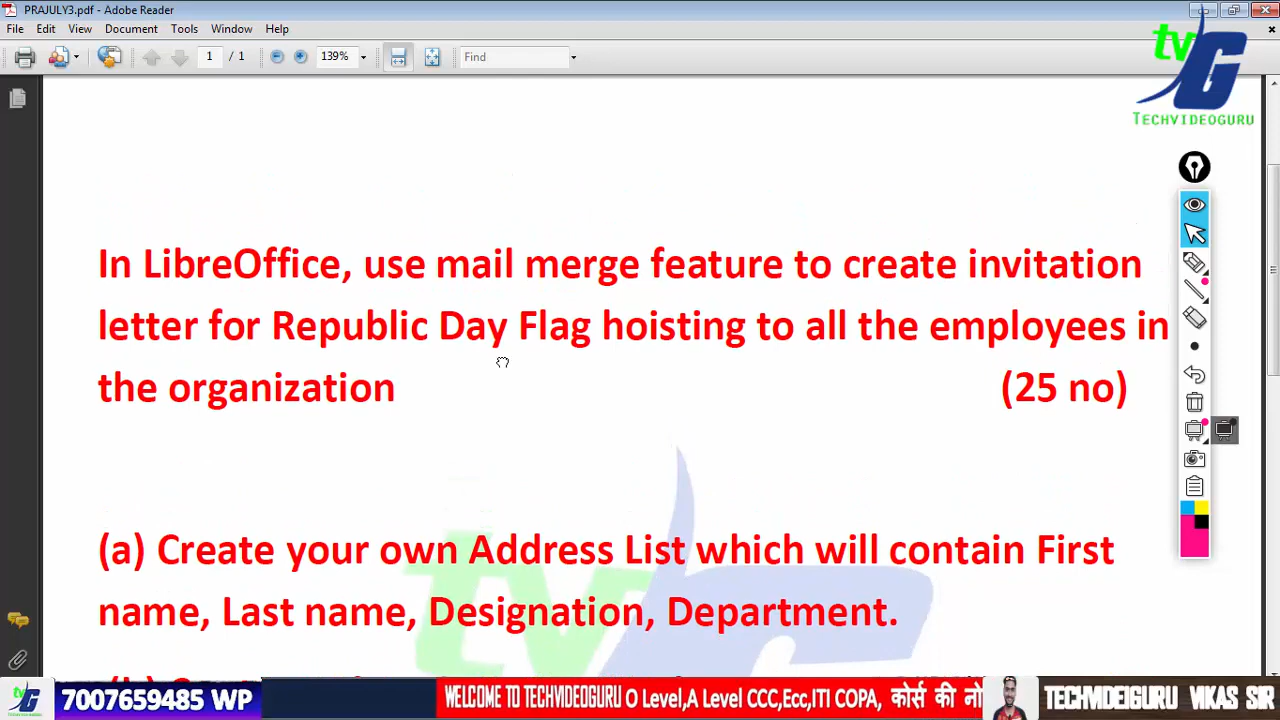 PRAJULY3.pdf - Adobe Reader
File Edit View Document Tools Window Help
1 / 1 139% Find
tvG
TECHVIDEOGURU
In LibreOffice, use mail merge feature to create invitation
letter for Republic Day Flag hoisting to all the employees in
the organization (25 no)
(a) Create your own Address List which will contain First
name, Last name, Designation, Department.
7007659485 WP
WELCOME TO TECHVIDEOGURU O Level,A Level CCC,Ecc,ITI COPA, कोर्स की नो
TECHVIDEIGURU VIKAS SIR